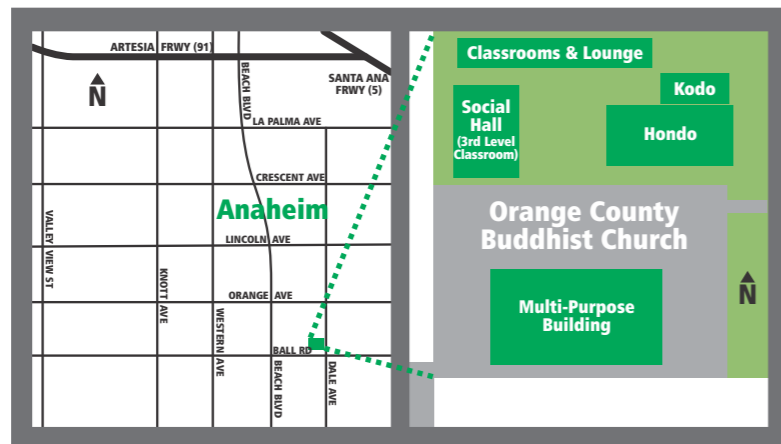 ARTESIA FRWY (91)
SANTA ANA
FRWY (5)
N
BEACH BLVD
LA PALMA AVE
CRESCENT AVE
Anaheim
VALLEY VIEW ST
LINCOLN AVE
KNOTT AVE
ORANGE AVE
WESTERN AVE
BALL RD
BEACH BLVD
DALE AVE
Classrooms & Lounge
Kodo
Social
Hall
(3rd Level
Classroom)
Hondo
Orange County
Buddhist Church
N
Multi-Purpose
Building